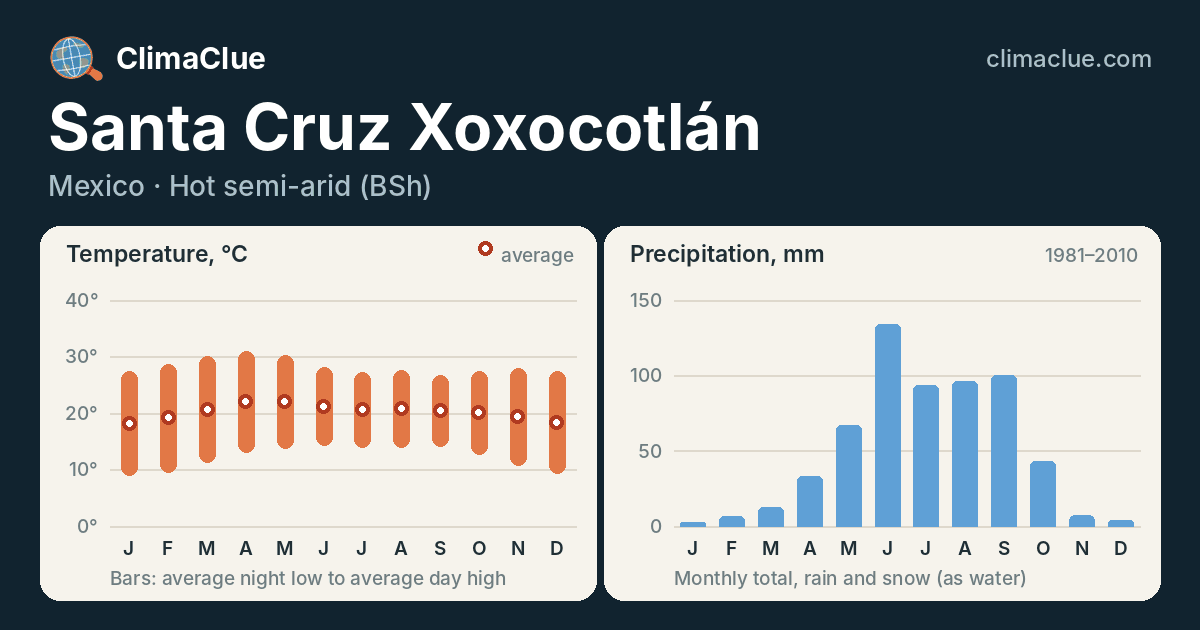 ClimaClue
climaclue.com
Santa Cruz Xoxocotlán
Mexico · Hot semi-arid (BSh)
Temperature, °C
average
40°
30°
20°
10°
0°
J F M A M J J A S O N D
Bars: average night low to average day high
Precipitation, mm
1981–2010
150
100
50
0
J F M A M J J A S O N D
Monthly total, rain and snow (as water)